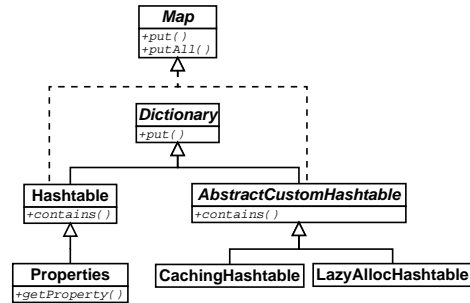 Map
+put()
+putAll()
Dictionary
+put()
Hashtable
+contains()
AbstractCustomHashtable
+contains()
Properties
+getProperty()
CachingHashtable
LazyAllocHashtable